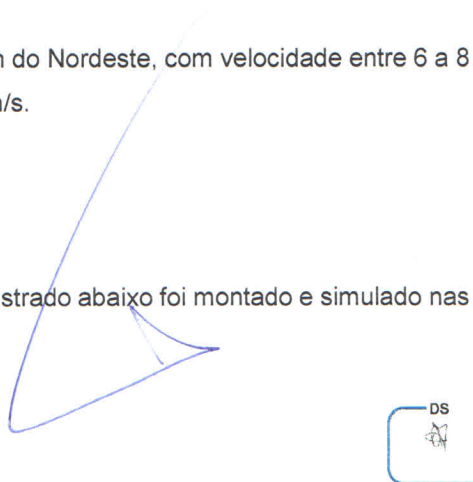 do Nordeste, com velocidade entre 6 a 8
/s.
strado abaixo foi montado e simulado nas
DS